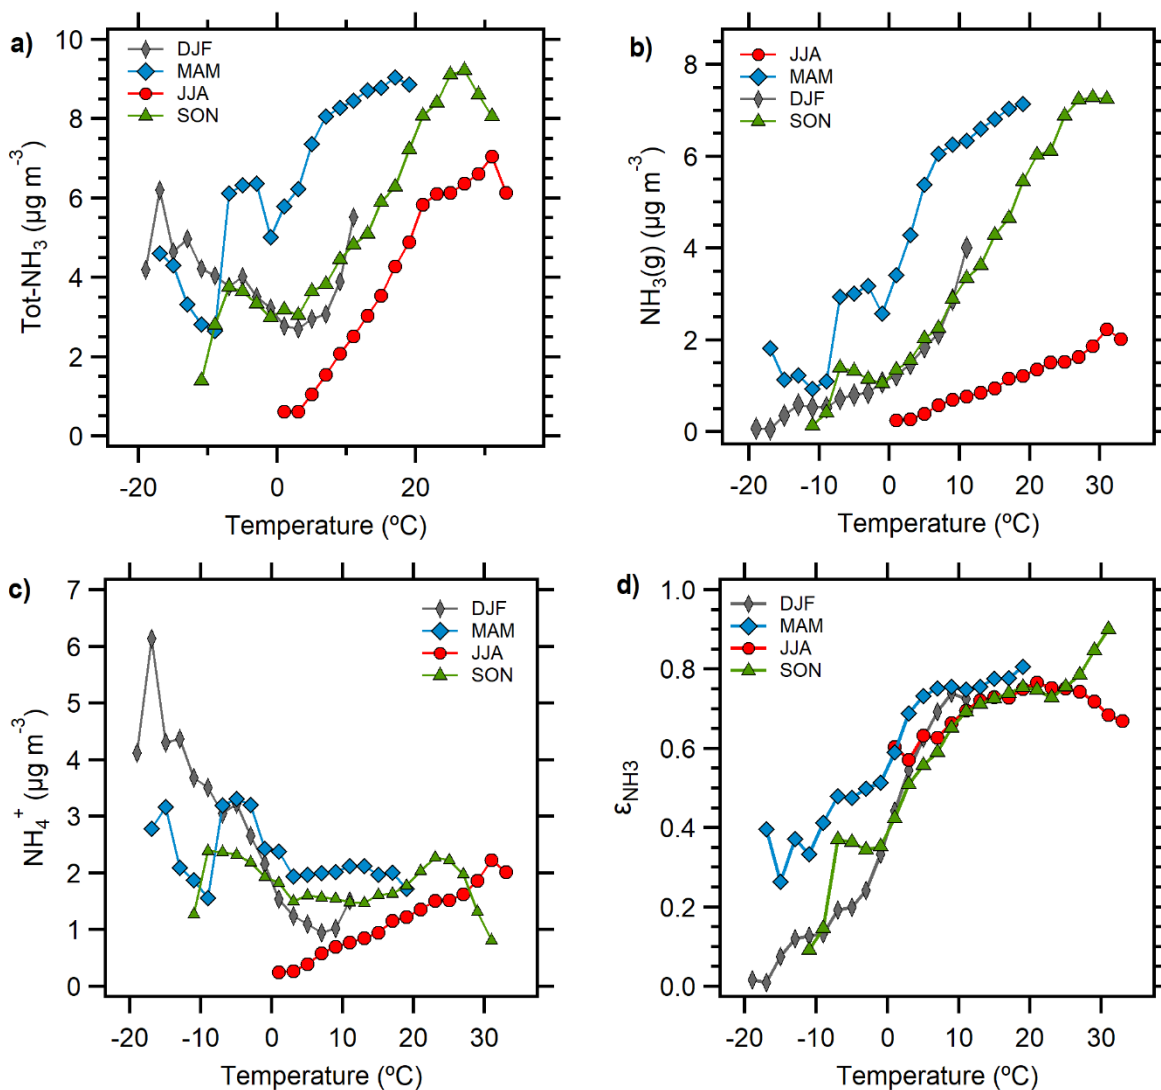 a)
DJF
MAM
JJA
SON
Tot-NH₃ (µg m⁻³)
10
8
6
4
2
0
-20
0
20
Temperature (ºC)
b)
JJA
MAM
DJF
SON
NH₃(g) (µg m⁻³)
8
6
4
2
0
-20
-10
0
10
20
30
Temperature (ºC)
c)
DJF
MAM
JJA
SON
NH₄⁺ (µg m⁻³)
7
6
5
4
3
2
1
0
-20
-10
0
10
20
30
Temperature (ºC)
d)
DJF
MAM
JJA
SON
εNH3
1.0
0.8
0.6
0.4
0.2
0.0
-20
-10
0
10
20
30
Temperature (ºC)